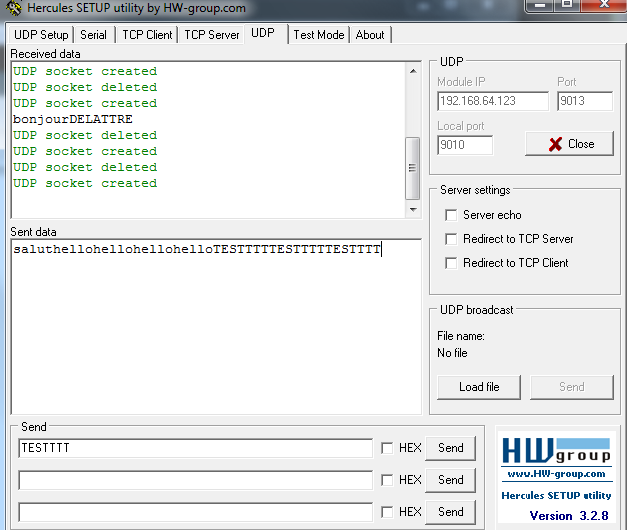 Hercules SETUP utility by HW-group.com
UDP Setup Serial TCP Client TCP Server UDP Test Mode About
Received data
UDP socket created
UDP socket deleted
UDP socket created
bonjourDELATTRE
UDP socket deleted
UDP socket created
UDP socket deleted
UDP socket created
Sent data
saluthellohellohellohelloTESTTTTTESTTTTTESTTTT
UDP
Module IP Port
192.168.64.123 9013
Local port
9010 Close
Server settings
Server echo
Redirect to TCP Server
Redirect to TCP Client
UDP broadcast
File name:
No file
Load file Send
Send
TESTTTT HEX Send
HEX Send
HEX Send
HW group
www.HW-group.com
Hercules SETUP utility
Version 3.2.8